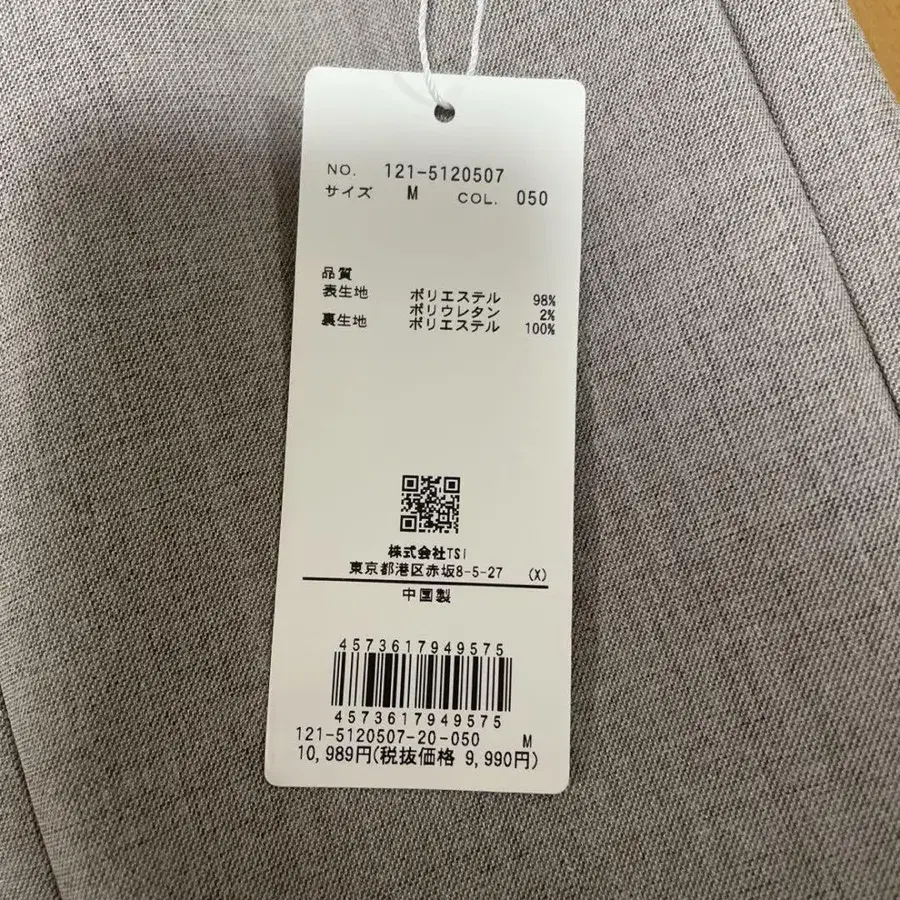 NO. 121-5120507
サイズ M COL. 050
品質
表生地 ポリエステル 98%
ポリウレタン 2%
裏生地 ポリエステル 100%
株式会社TSI
東京都港区赤坂8-5-27 (X)
中国製
4573617949575
4573617949575
121-5120507-20-050 M
10,989円(税抜価格 9,990円)